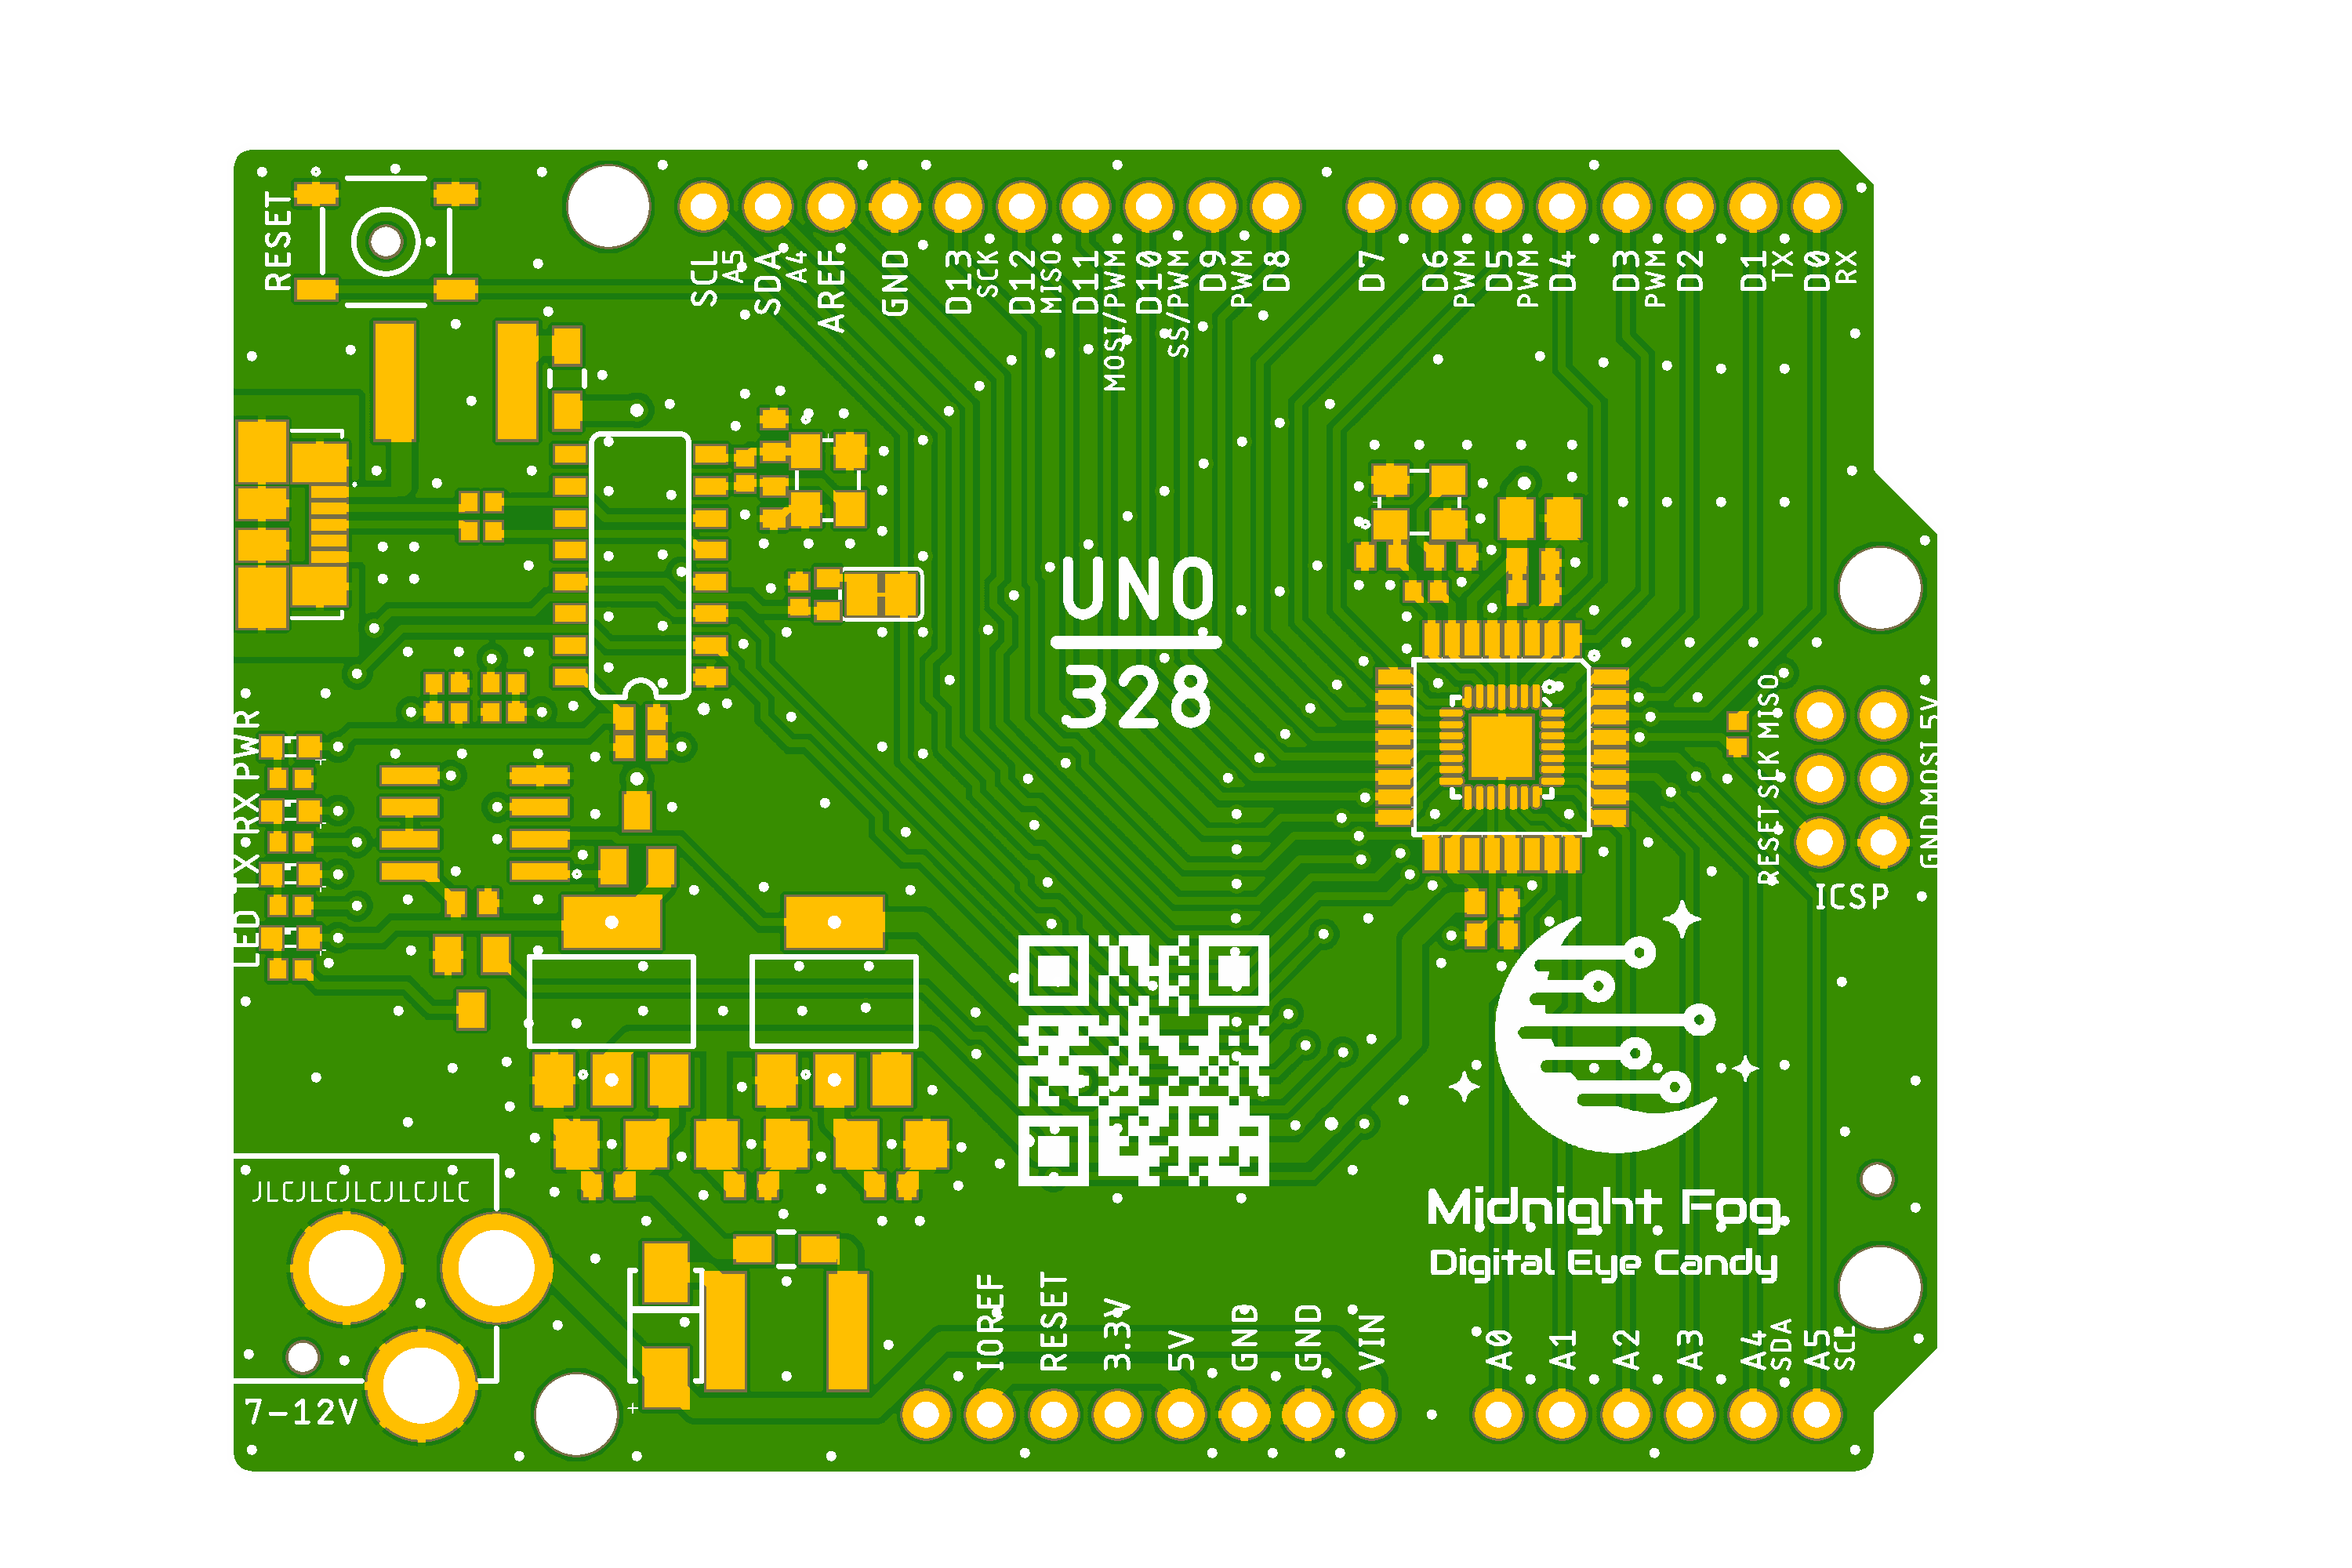 RESET
SCL
A5
SDA
A4
AREF
GND
D13
SCK
D12
MISO
D11
MOSI/PWM
D10
SS/PWM
D9
PWM
D8
D7
D6
PWM
D5
PWM
D4
D3
PWM
D2
D1
TX
D0
RX
UNO
328
LED TX RX PWR
RESET SCK MISO
GND MOSI 5V
ICSP
JLCJLCJLCJLCJLC
7-12V
+
Midnight Fog
Digital Eye Candy
IOREF
RESET
3.3V
5V
GND
GND
VIN
A0
A1
A2
A3
A4
SDA
A5
SCL